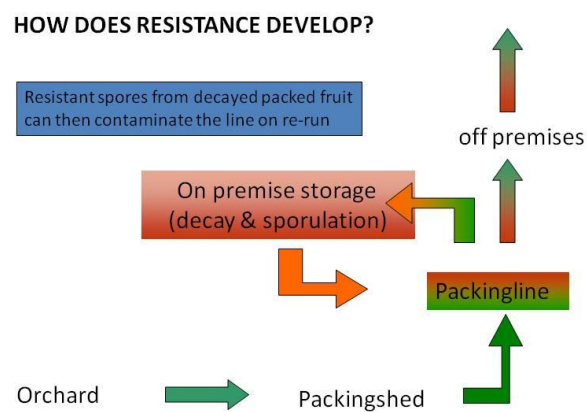 HOW DOES RESISTANCE DEVELOP?
Resistant spores from decayed packed fruit
can then contaminate the line on re-run
off premises
On premise storage
(decay & sporulation)
Packingline
Orchard
Packingshed